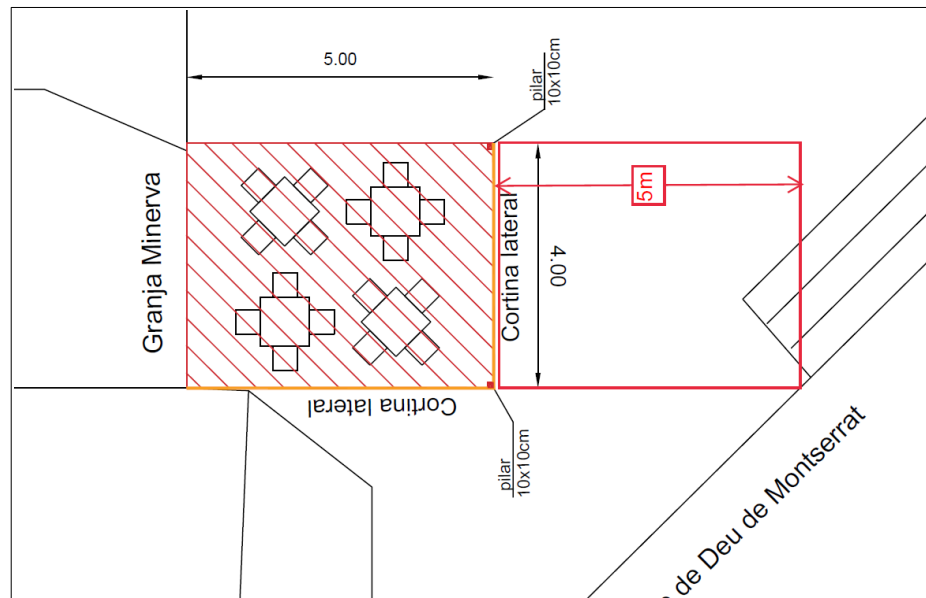 5.00
pilar
10x10cm
Granja Minerva
Cortina lateral
4.00
5m
Cortina lateral
pilar
10x10cm
de Deu de Montserrat